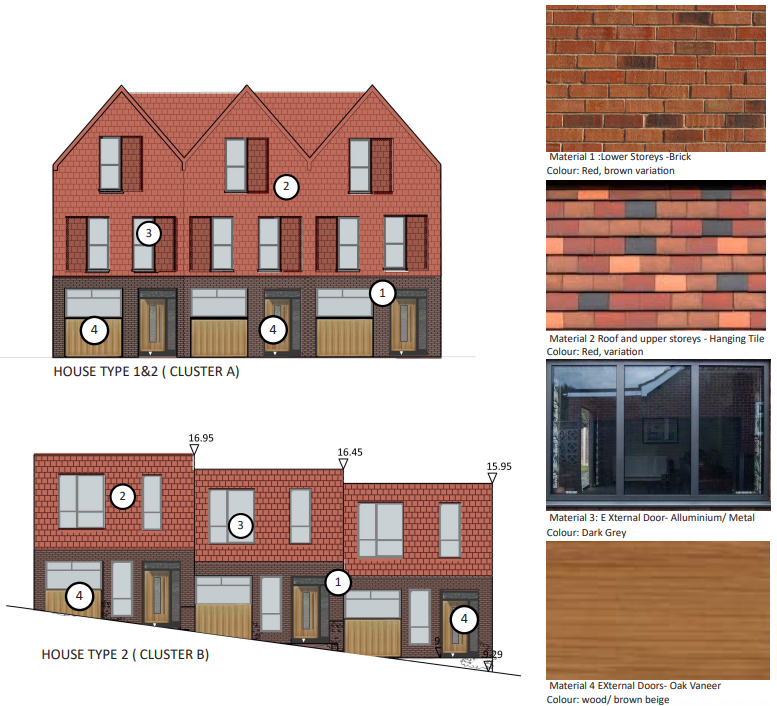 Material 1 :Lower Storeys -Brick
Colour: Red, brown variation
2
3
1
4
4
Material 2 Roof and upper storeys - Hanging Tile
Colour: Red, variation
HOUSE TYPE 1&2 ( CLUSTER A)
16.95
16.45
15.95
2
3
1
4
4
Material 3: E Xternal Door- Alluminium/ Metal
Colour: Dark Grey
9.29
HOUSE TYPE 2 ( CLUSTER B)
Material 4 EXternal Doors- Oak Vaneer
Colour: wood/ brown beige